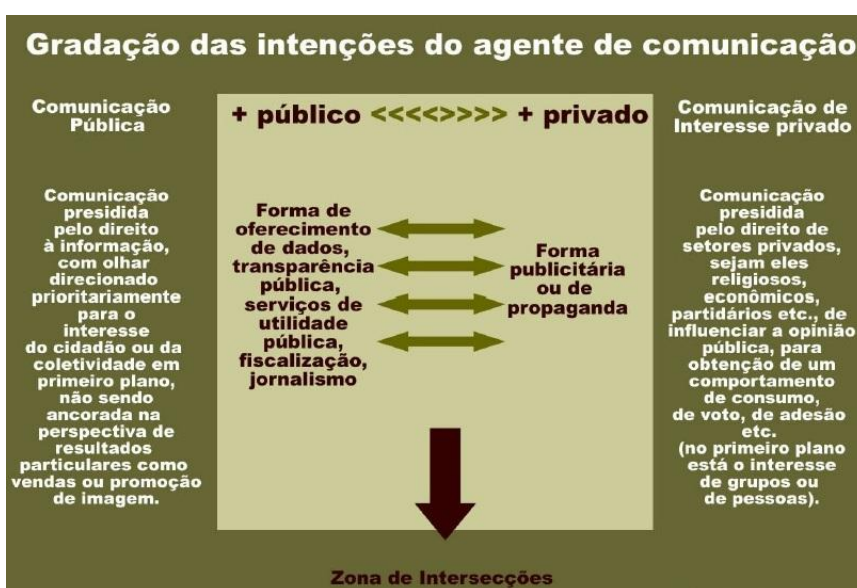 Gradação das intenções do agente de comunicação
Comunicação
Pública
Comunicação
presidida
pelo direito
à informação,
com olhar
direcionado
prioritariamente
para o
interesse
do cidadão ou da
coletividade em
primeiro plano,
não sendo
ancorada na
perspectiva de
resultados
particulares como
vendas ou promoção
de imagem.
+ público <<<<>>>> + privado
Forma de
oferecimento
de dados,
transparência
pública,
serviços de
utilidade
pública,
fiscalização,
jornalismo
Forma
publicitária
ou de
propaganda
Comunicação de
Interesse privado
Comunicação
presidida
pelo direito de
setores privados,
sejam eles
religiosos,
econômicos,
partidários etc., de
influenciar a opinião
pública, para
obtenção de um
comportamento
de consumo,
de voto, de adesão
etc.
(no primeiro plano
está o interesse
de grupos ou
de pessoas).
Zona de Intersecções